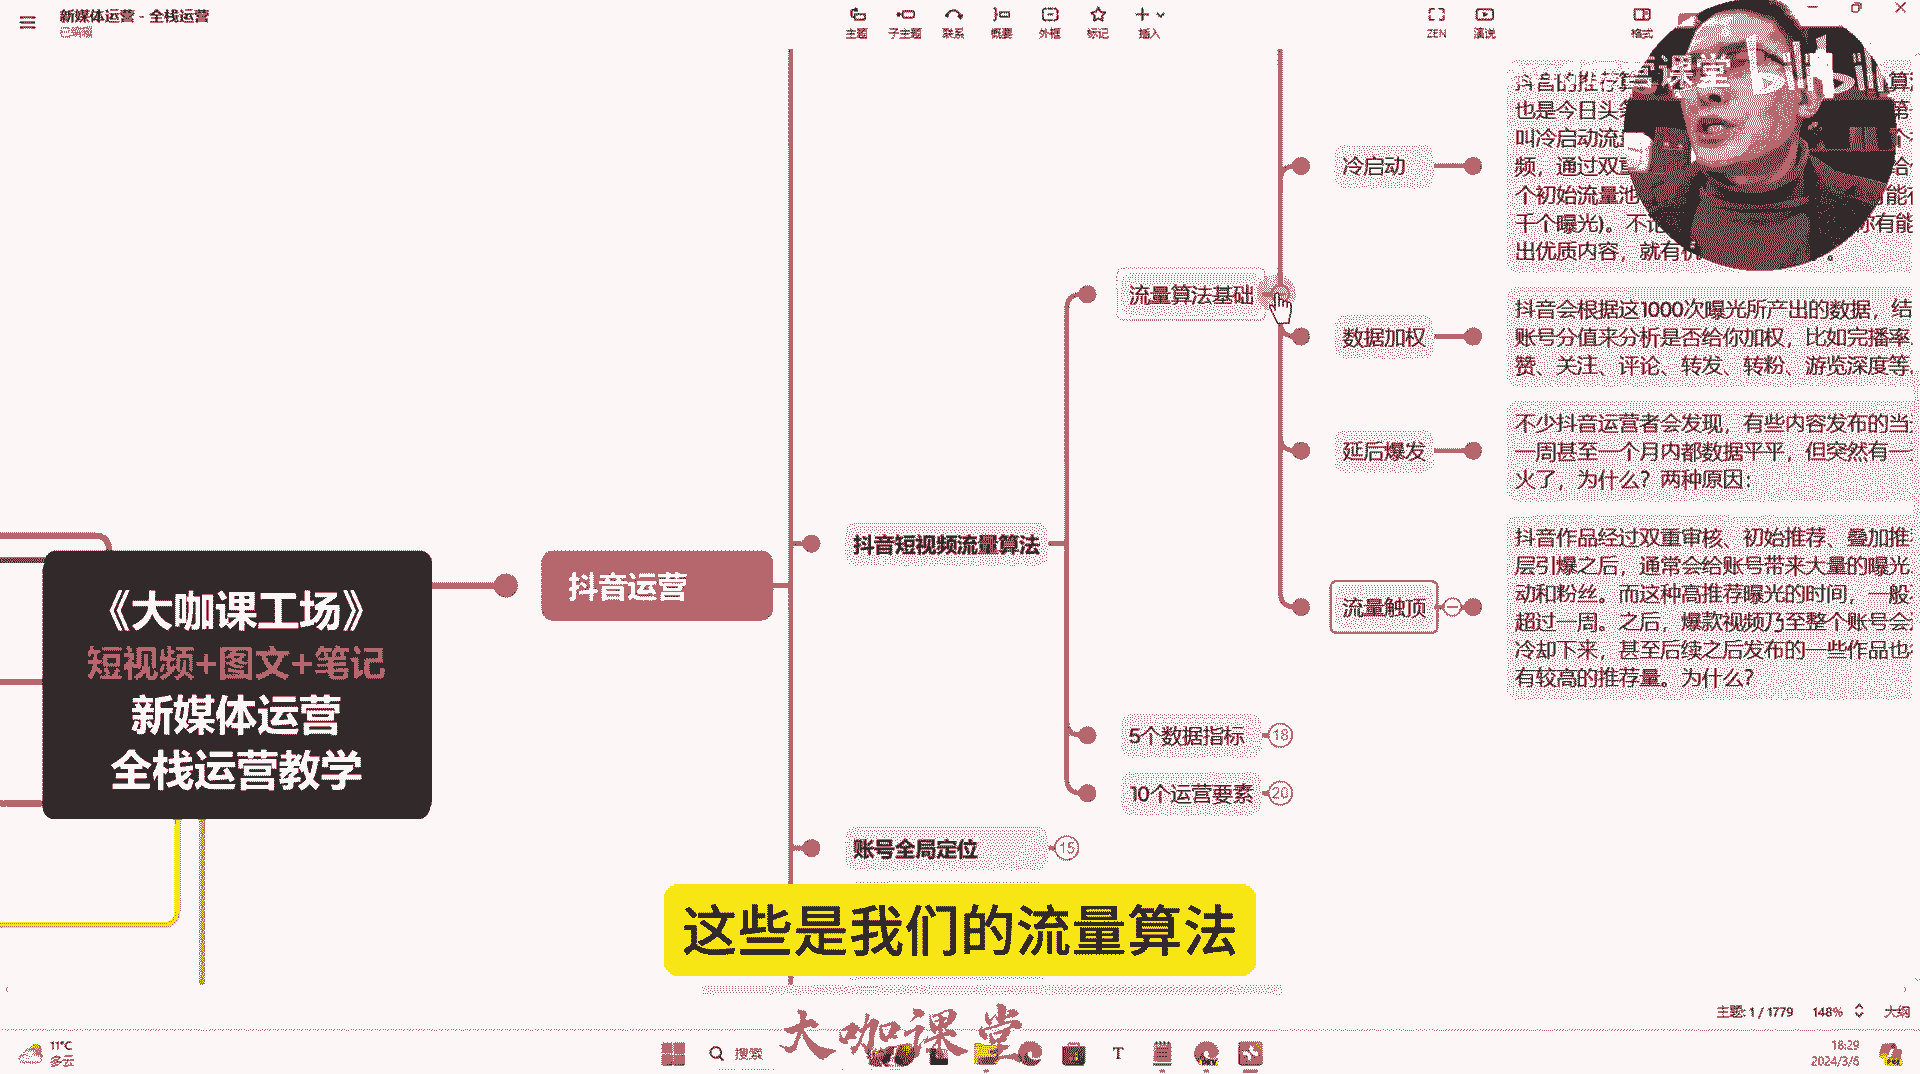 新媒体运营 - 全栈运营
已编辑
主题
子主题
联系
概要
外框
标记
插入
ZEN
演说
格式
课堂
bilibili
抖音的推荐算
也是今日头
叫冷启动流
频，通过双重
个初始流量池
千个曝光)。不论
出优质内容，就有机
冷启动
流量算法基础
抖音会根据这1000次曝光所产出的数据，结
账号分值来分析是否给你加权，比如完播率
赞、关注、评论、转发、转粉、游览深度等
数据加权
不少抖音运营者会发现，有些内容发布的当
一周甚至一个月内都数据平平，但突然有一
火了，为什么？两种原因：
延后爆发
抖音作品经过双重审核、初始推荐、叠加推
层引爆之后，通常会给账号带来大量的曝光
动和粉丝。而这种高推荐曝光的时间，一般
超过一周。之后，爆款视频乃至整个账号会
冷却下来，甚至后续之后发布的一些作品也
有较高的推荐量。为什么？
流量触顶
抖音短视频流量算法
抖音运营
《大咖课工场》
短视频+图文+笔记
新媒体运营
全栈运营教学
5个数据指标
18
10个运营要素
20
账号全局定位
15
这些是我们的流量算法
大咖课堂
主题: 1 / 1779
148%
大纲
11°C
多云
搜索
18:29
2024/3/6